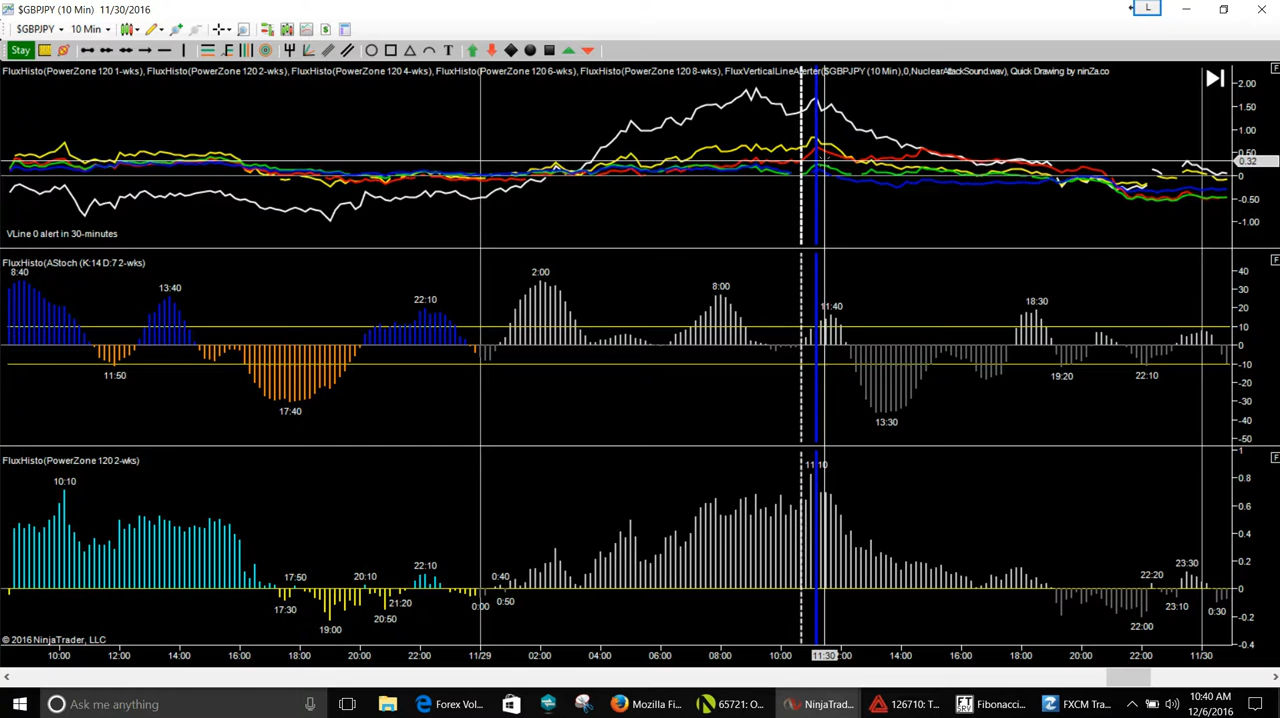 $GBPJPY (10 Min) 11/30/2016
L
$GBPJPY 10 Min
Stay T
FluxHisto(PowerZone 120 1-wks), FluxHisto(PowerZone 120 2-wks), FluxHisto(PowerZone 120 4-wks), FluxHisto(PowerZone 120 6-wks), FluxHisto(PowerZone 120 8-wks), FluxVerticalLineAlerter($GBPJPY (10 Min),0,NuclearAttackSound.wav), Quick Drawing by ninZa.co
F
2.00
1.50
1.00
0.32
0
-0.50
-1.00
VLine 0 alert in 30-minutes
FluxHisto(AStoch (K:14 D:7 2-wks)
F
8:40 13:40 22:10 2:00 8:00 11:40 18:30
11:50 17:40 13:30 19:20 22:10
40
30
20
10
0
-10
-20
-30
-40
-50
FluxHisto(PowerZone 120 2-wks)
F
10:10 17:50 20:10 22:10 0:40 11:10 22:20 23:30
17:30 19:00 20:50 21:20 0:00 0:50 22:00 23:10 0:30
1
0.8
0.6
0.4
0.2
0
-0.2
-0.4
© 2016 NinjaTrader, LLC
10:00 12:00 14:00 16:00 18:00 20:00 22:00 11/29 02:00 04:00 06:00 08:00 10:00 11:30 2:00 14:00 16:00 18:00 20:00 22:00 11/30
Ask me anything
Forex Vol...
Mozilla Fi...
65721: O...
NinjaTrad...
126710: T...
FT SRV Fibonacci...
FXCM Tra...
10:40 AM
12/6/2016